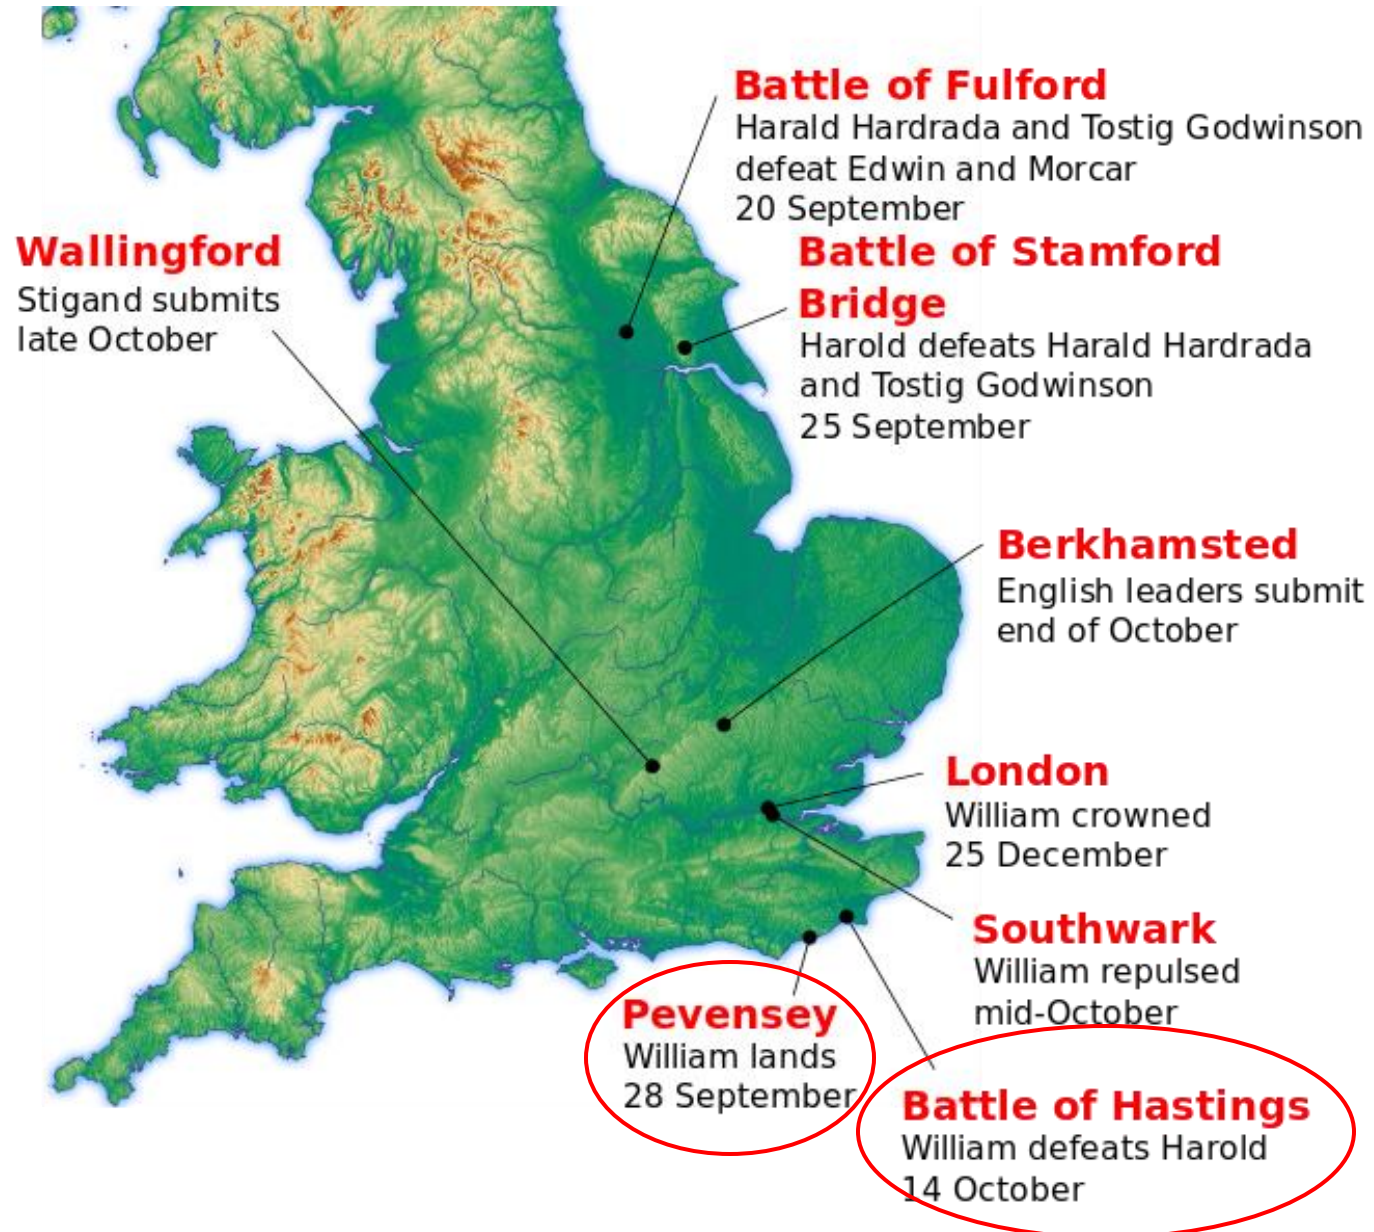 Battle of Fulford
Harald Hardrada and Tostig Godwinson
defeat Edwin and Morcar
20 September
Wallingford
Stigand submits
late October
Battle of Stamford
Bridge
Harold defeats Harald Hardrada
and Tostig Godwinson
25 September
Berkhamsted
English leaders submit
end of October
London
William crowned
25 December
Southwark
William repulsed
mid-October
Pevensey
William lands
28 September
Battle of Hastings
William defeats Harold
14 October